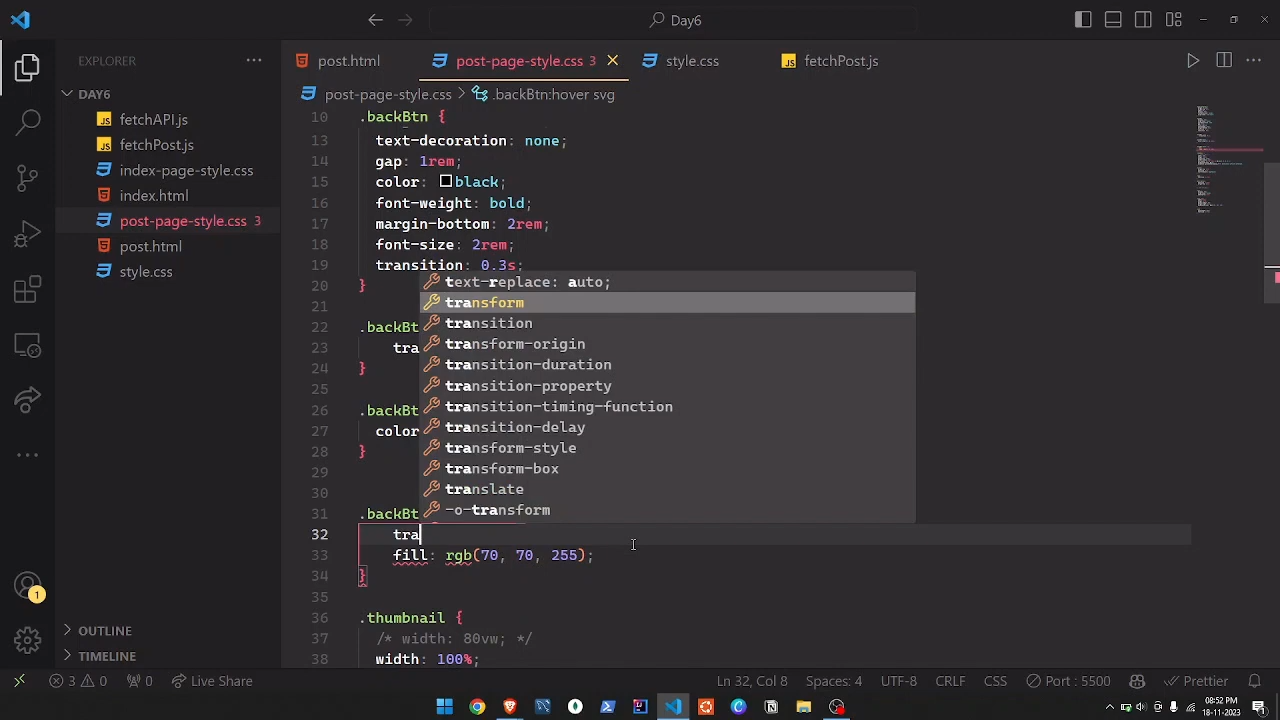 Day6
EXPLORER
post.html
post-page-style.css 3
style.css
fetchPost.js
DAY6
post-page-style.css > .backBtn:hover svg
fetchAPI.js
fetchPost.js
index-page-style.css
index.html
post-page-style.css 3
post.html
style.css
10 .backBtn {
13 text-decoration: none;
14 gap: 1rem;
15 color: black;
16 font-weight: bold;
17 margin-bottom: 2rem;
18 font-size: 2rem;
19 transition: 0.3s;
20 }
21
22 .backBt
23 tra
24 }
25
26 .backBt
27 color
28 }
29
30
31 .backBt
text-replace: auto;
transform
transition
transform-origin
transition-duration
transition-property
transition-timing-function
transition-delay
transform-style
transform-box
translate
-o-transform
32 tra
33 fill: rgb(70, 70, 255);
34 }
35
36 .thumbnail {
37 /* width: 80vw; */
38 width: 100%;
1
OUTLINE
TIMELINE
3 0 0 Live Share Ln 32, Col 8 Spaces: 4 UTF-8 CRLF CSS Port : 5500 Prettier
08:52 PM
18-11-2023